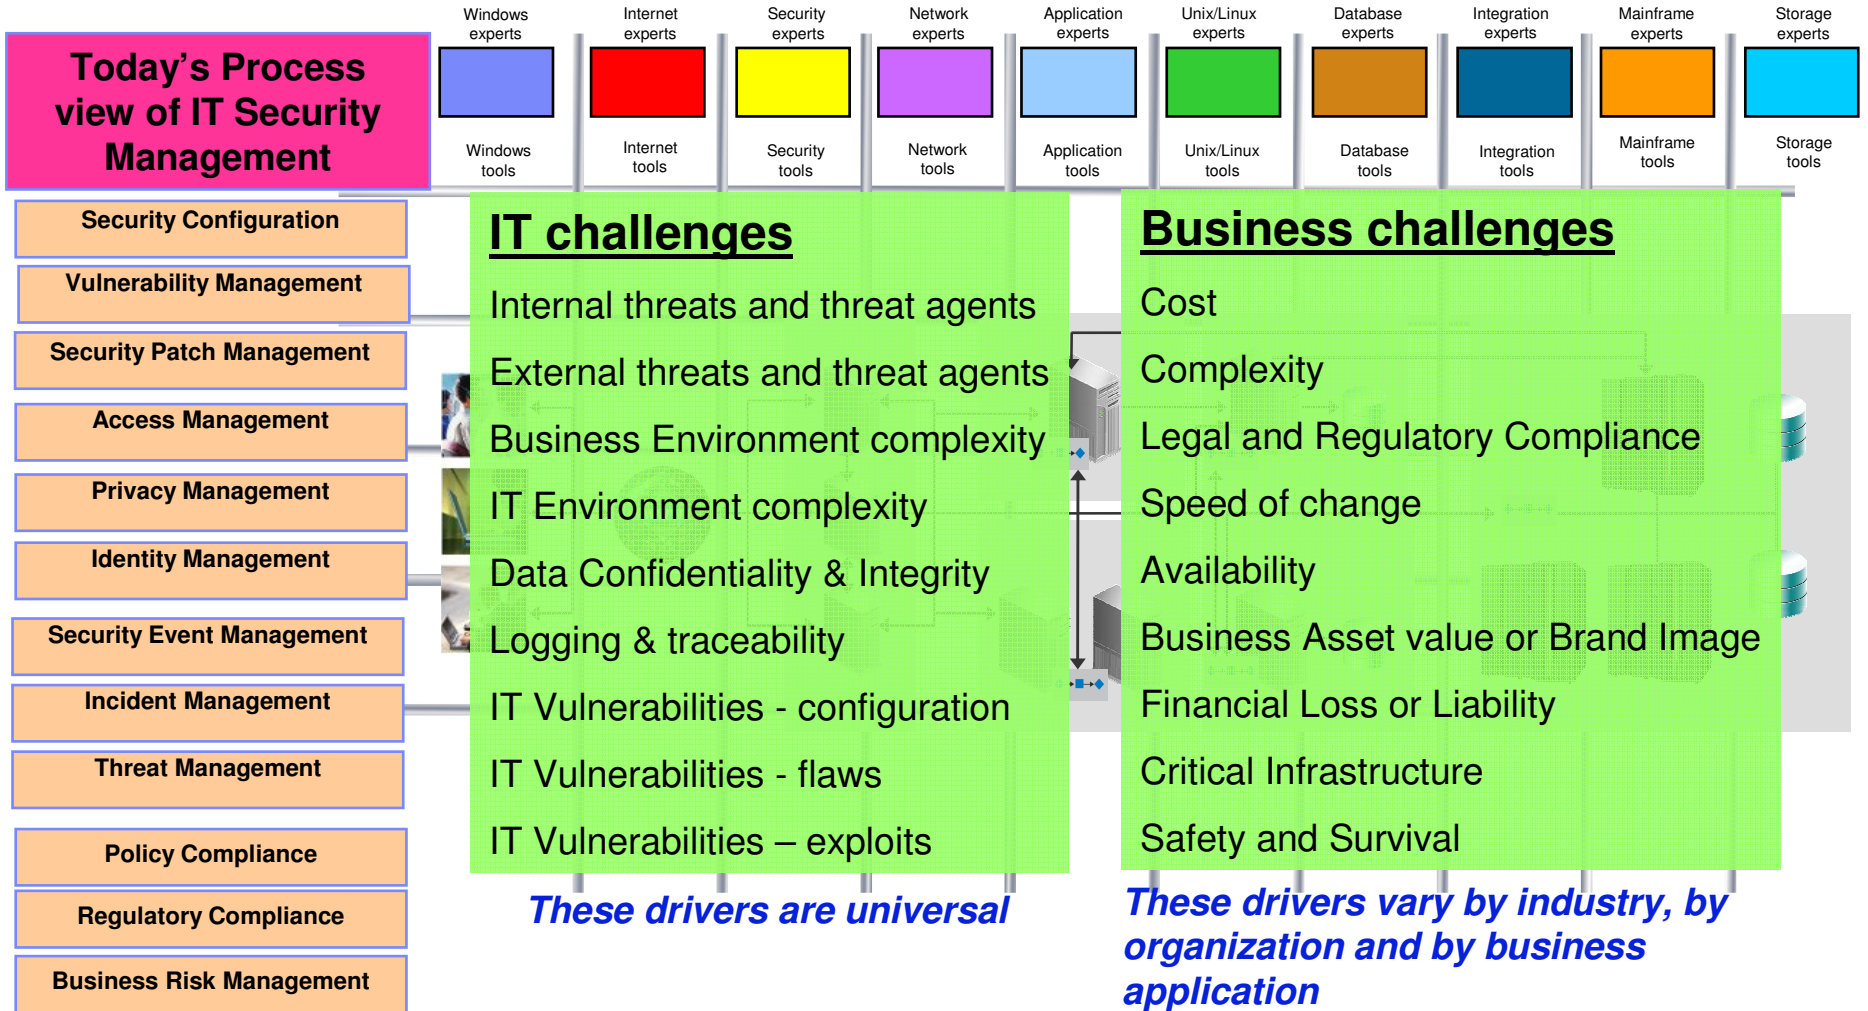 Windows
experts
Internet
experts
Security
experts
Network
experts
Application
experts
Unix/Linux
experts
Database
experts
Integration
experts
Mainframe
experts
Storage
experts
Today's Process
view of IT Security
Management
Windows
tools
Internet
tools
Security
tools
Network
tools
Application
tools
Unix/Linux
tools
Database
tools
Integration
tools
Mainframe
tools
Storage
tools
Security Configuration
Vulnerability Management
Security Patch Management
Access Management
Privacy Management
Identity Management
Security Event Management
Incident Management
Threat Management
Policy Compliance
Regulatory Compliance
Business Risk Management
IT challenges
Internal threats and threat agents
External threats and threat agents
Business Environment complexity
IT Environment complexity
Data Confidentiality & Integrity
Logging & traceability
IT Vulnerabilities - configuration
IT Vulnerabilities - flaws
IT Vulnerabilities – exploits
These drivers are universal
Business challenges
Cost
Complexity
Legal and Regulatory Compliance
Speed of change
Availability
Business Asset value or Brand Image
Financial Loss or Liability
Critical Infrastructure
Safety and Survival
These drivers vary by industry, by
organization and by business
application